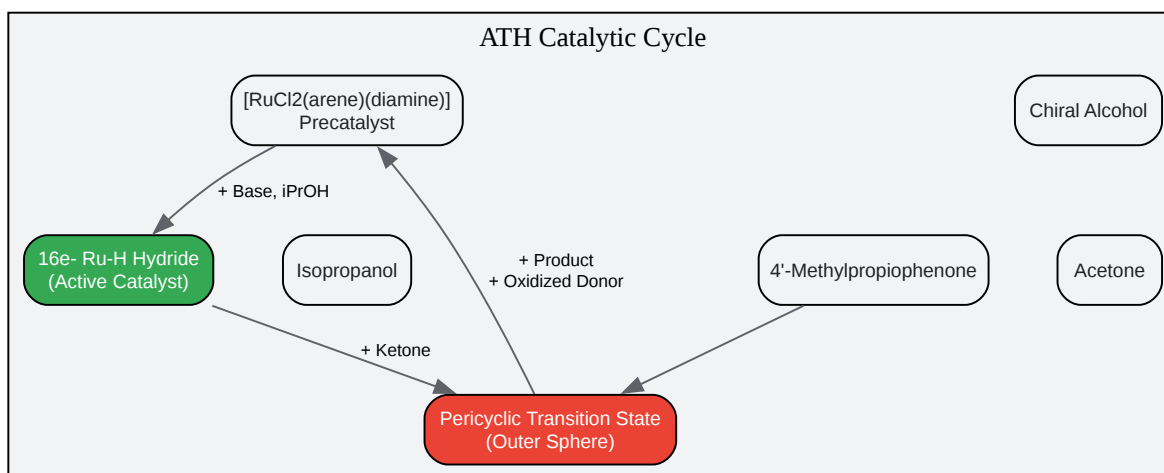 ATH Catalytic Cycle
[RuCl2(arene)(diamine)]
Precatalyst
Chiral Alcohol
+ Base, iPrOH
16e- Ru-H Hydride
(Active Catalyst)
Isopropanol
+ Product
+ Oxidized Donor
4'-Methylpropiophenone
Acetone
+ Ketone
Pericyclic Transition State
(Outer Sphere)